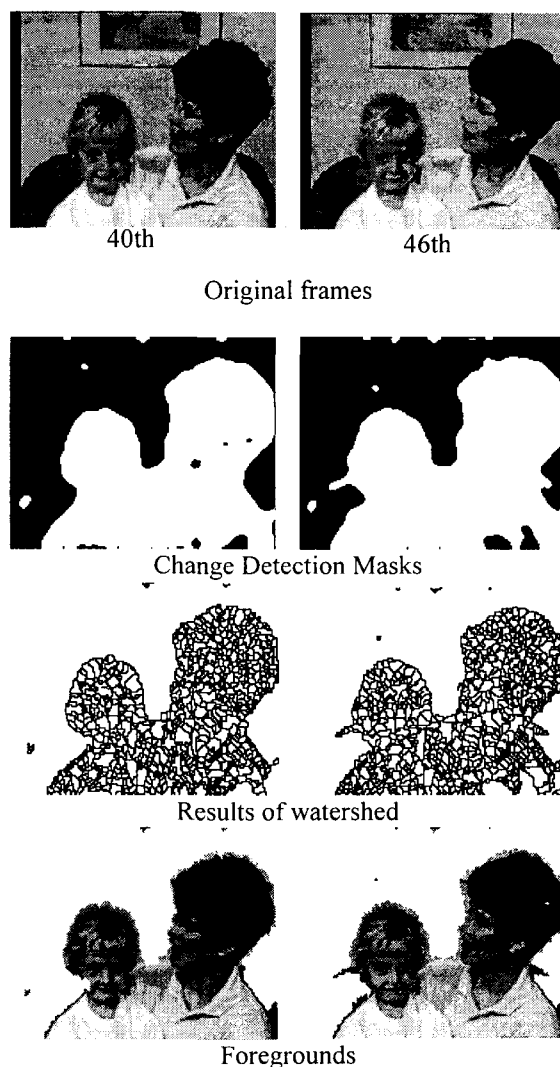 40th
46th
Original frames
Change Detection Masks
Results of watershed
Foregrounds